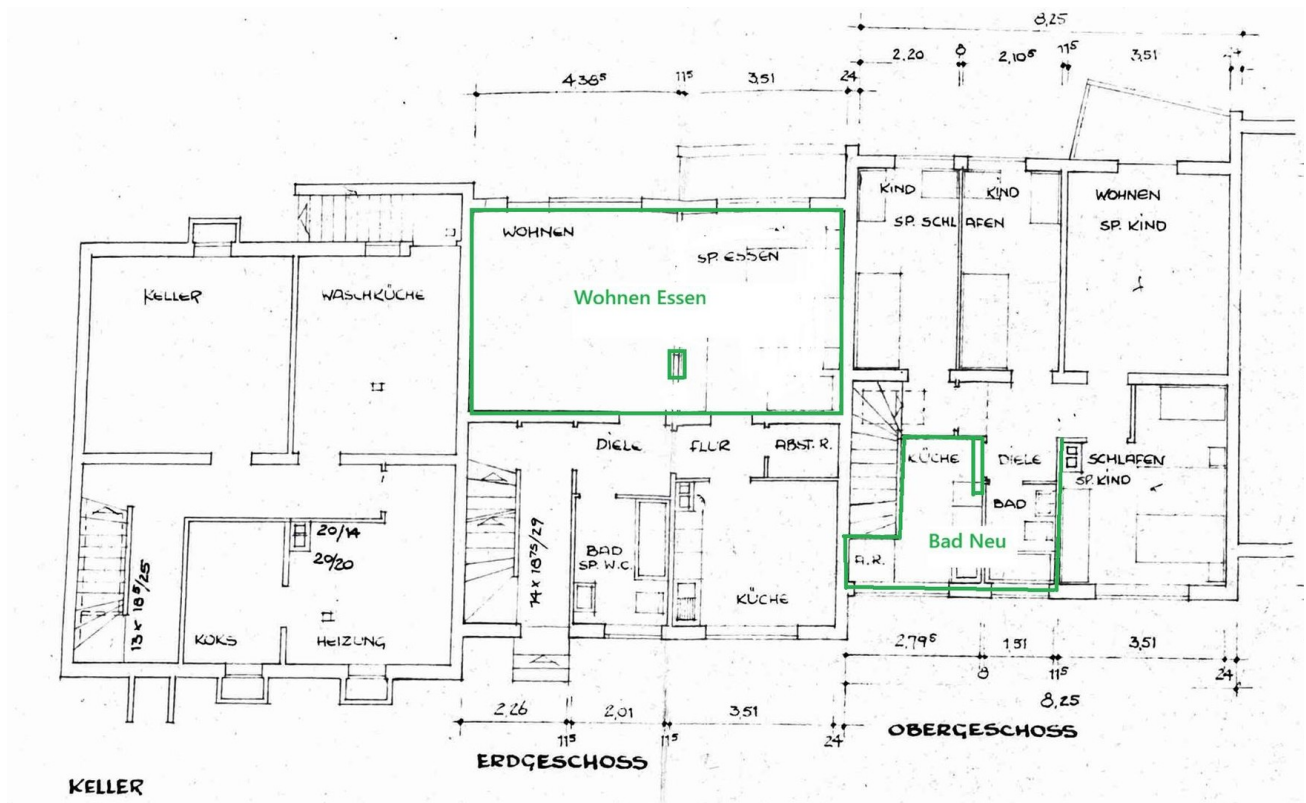 8,25
2,20
8
2,10⁵
11⁵
3,51
4,38⁵
11⁵
3,51
24
KIND
KIND
WOHNEN
SP. SCHLAFEN
SP. KIND
WOHNEN
SP. ESSEN
KELLER
WASCHKÜCHE
Wohnen Essen
DIELE
FLUR
ABST. R.
KÜCHE
DIELE
SCHLAFEN
SP. KIND
BAD
20/14
20/20
14 x 18⁷⁵/29
BAD
SP. W.C.
Bad Neu
A.R.
13 x 18⁵/25
KOKS
HEIZUNG
KÜCHE
2,79⁵
8
1,51
11⁵
3,51
24
8,25
2,26
11⁵
2,01
11⁵
3,51
24
OBERGESCHOSS
ERDGESCHOSS
KELLER